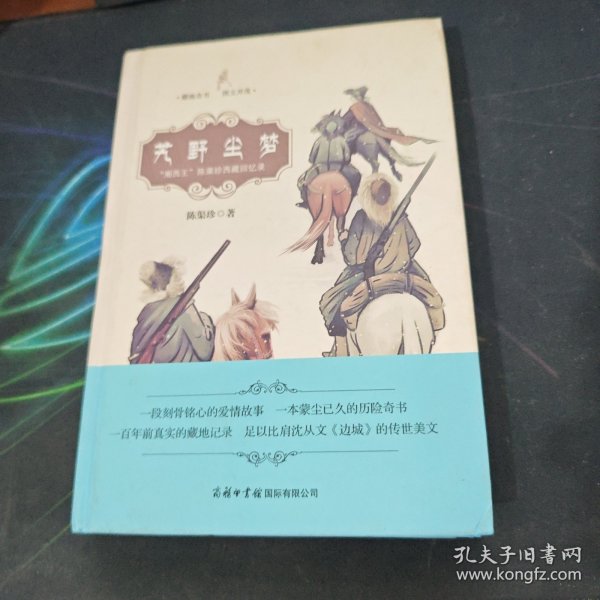 艽野尘梦
“湘西王”陈渠珍西藏回忆录
陈渠珍◎著
一段刻骨铭心的爱情故事 一本蒙尘已久的历险奇书
一百年前真实的藏地记录 足以比肩沈从文《边城》的传世美文
商务印书馆国际有限公司
孔夫子旧书网
www.kongfz.com